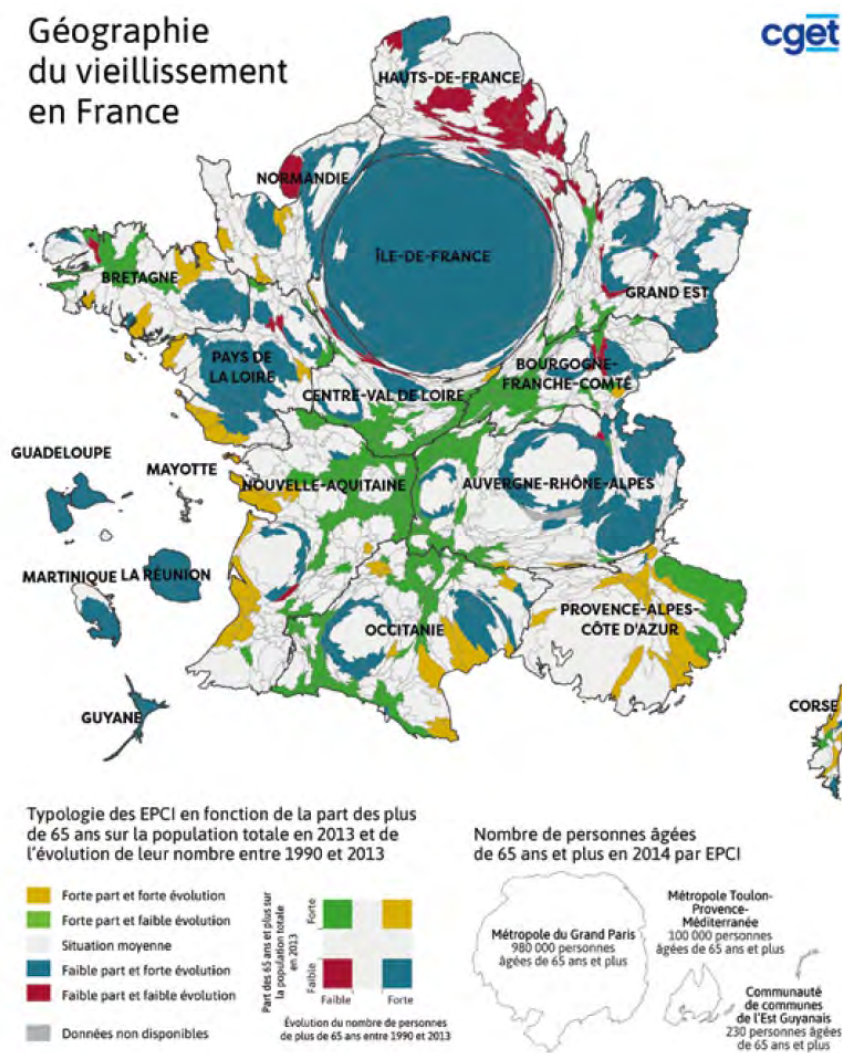 Géographie
du vieillissement
en France
cget
HAUTS-DE-FRANCE
NORMANDIE
ÎLE-DE-FRANCE
BRETAGNE
GRAND EST
PAYS DE
LA LOIRE
BOURGOGNE-
FRANCHE-COMTÉ
CENTRE-VAL DE LOIRE
GUADELOUPE
MAYOTTE
NOUVELLE-AQUITAINE
AUVERGNE-RHÔNE-ALPES
MARTINIQUE
LA RÉUNION
OCCITANIE
PROVENCE-ALPES-
CÔTE D'AZUR
GUYANE
CORSE
Typologie des EPCI en fonction de la part des plus
de 65 ans sur la population totale en 2013 et de
l'évolution de leur nombre entre 1990 et 2013
Forte part et forte évolution
Forte part et faible évolution
Situation moyenne
Faible part et forte évolution
Faible part et faible évolution
Données non disponibles
Part des 65 ans et plus sur
la population totale
en 2013
Forte
Faible
Faible
Forte
Évolution du nombre de personnes
de plus de 65 ans entre 1990 et 2013
Nombre de personnes âgées
de 65 ans et plus en 2014 par EPCI
Métropole du Grand Paris
980 000 personnes
âgées de 65 ans et plus
Métropole Toulon-
Provence-
Méditerranée
100 000 personnes
âgées de 65 ans et plus
Communauté
de communes
de l'Est Guyanais
230 personnes âgées
de 65 ans et plus